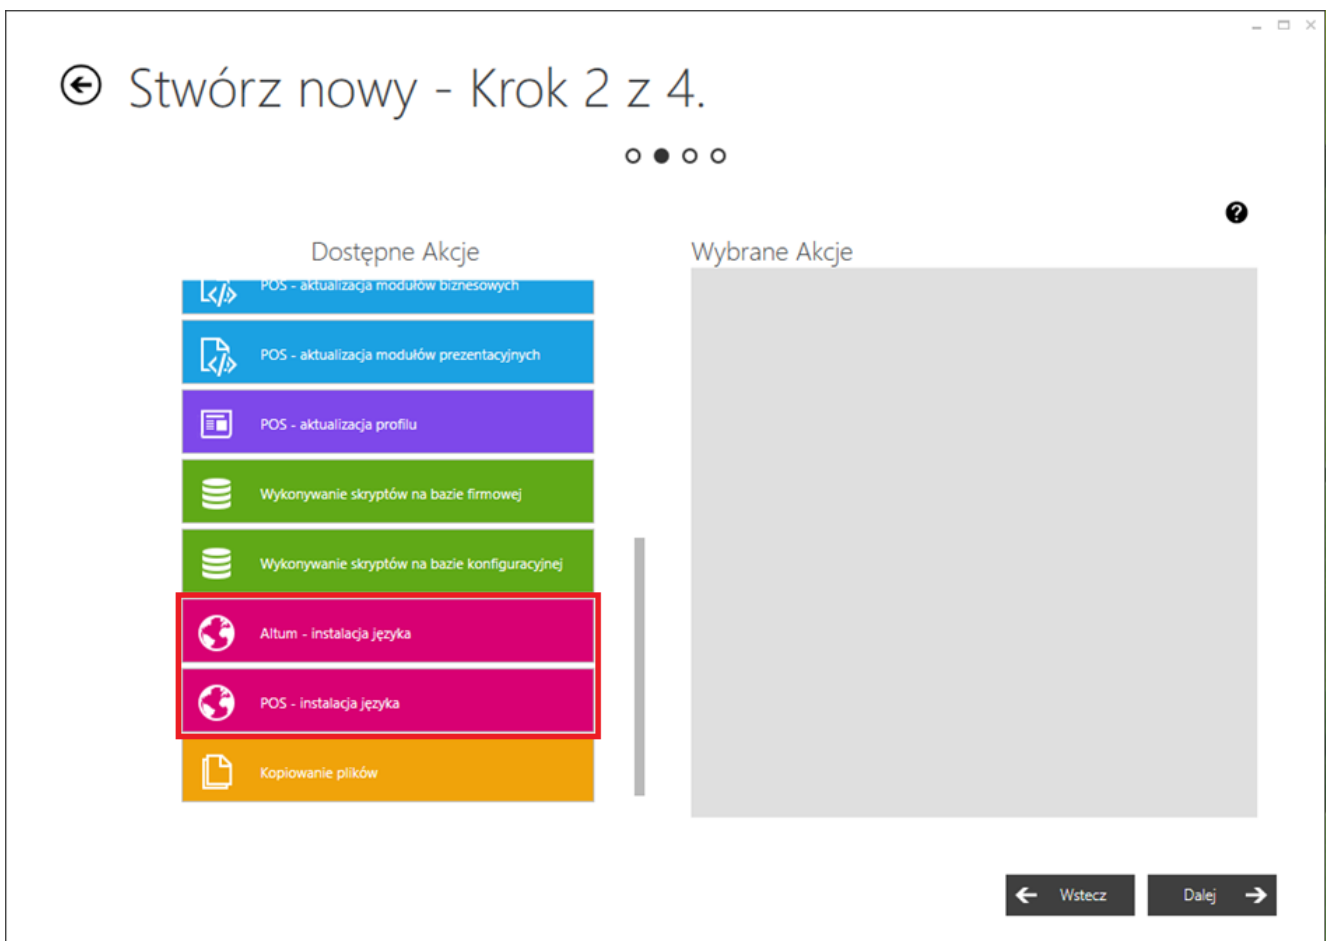 Stwórz nowy - Krok 2 z 4.
Dostępne Akcje
Wybrane Akcje
POS - aktualizacja modułów biznesowych
POS - aktualizacja modułów prezentacyjnych
POS - aktualizacja profilu
Wykonywanie skryptów na bazie firmowej
Wykonywanie skryptów na bazie konfiguracyjnej
Altum - instalacja języka
POS - instalacja języka
Kopiowanie plików
Wstecz
Dalej